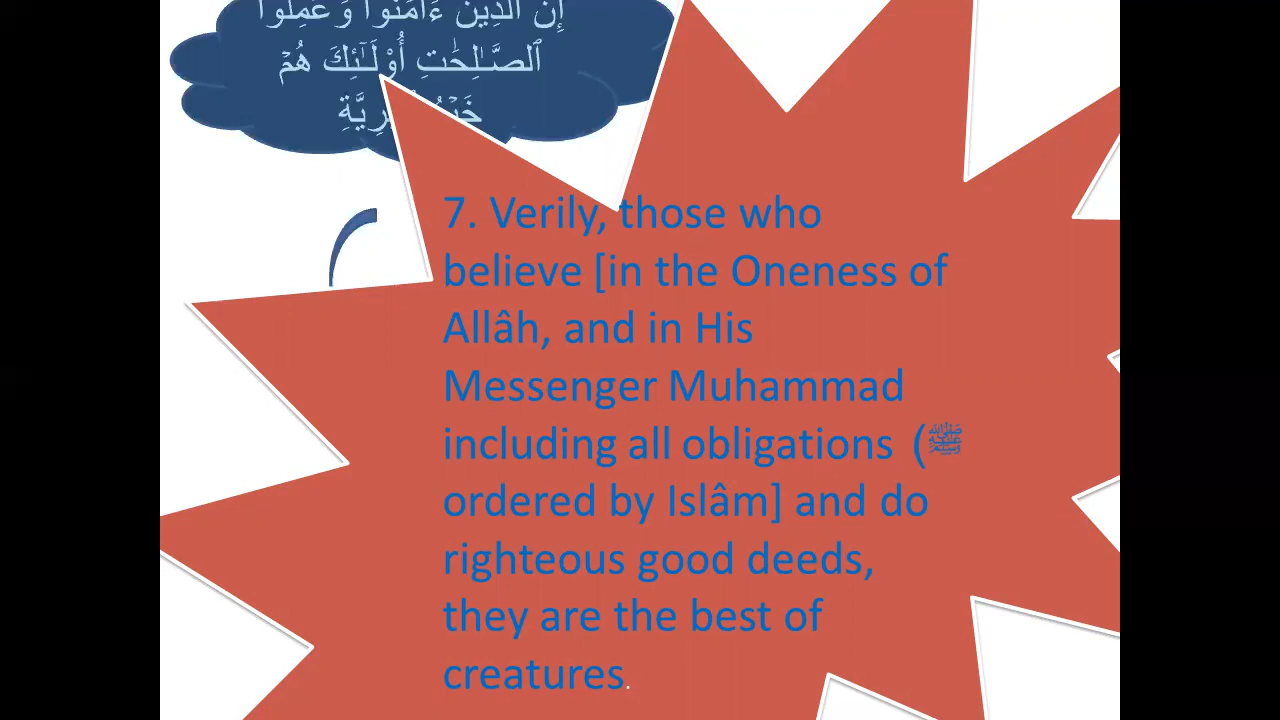 إِنَّ ٱلَّذِينَ ءَامَنُوا۟ وَعَمِلُوا۟
ٱلصَّـٰلِحَـٰتِ أُو۟لَـٰٓئِكَ هُمْ
7. Verily, those who
believe [in the Oneness of
Allâh, and in His
Messenger Muhammad
including all obligations (ﷺ
ordered by Islâm] and do
righteous good deeds,
they are the best of
creatures.